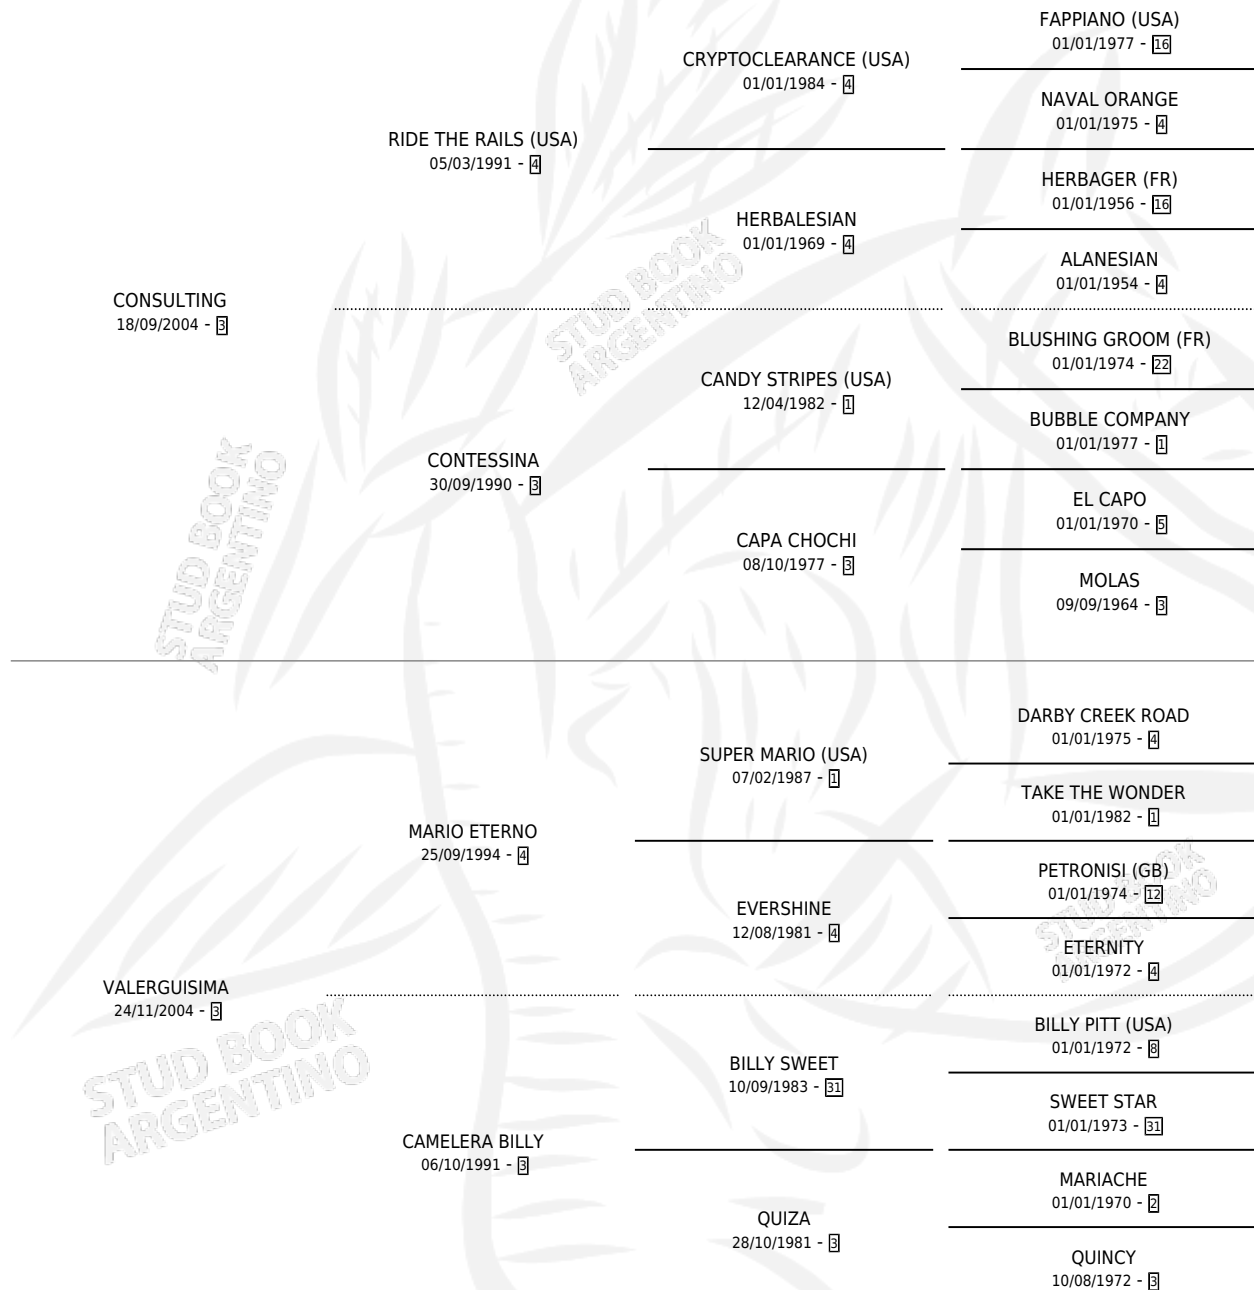 FAPPIANO (USA)
01/01/1977 - 16
CRYPTOCLEARANCE (USA)
01/01/1984 - 4
NAVAL ORANGE
01/01/1975 - 4
RIDE THE RAILS (USA)
05/03/1991 - 4
HERBAGER (FR)
01/01/1956 - 16
HERBALESIAN
01/01/1969 - 4
ALANESIAN
01/01/1954 - 4
CONSULTING
18/09/2004 - 3
BLUSHING GROOM (FR)
01/01/1974 - 22
CANDY STRIPES (USA)
12/04/1982 - 1
BUBBLE COMPANY
01/01/1977 - 1
CONTESSINA
30/09/1990 - 3
EL CAPO
01/01/1970 - 5
CAPA CHOCHI
08/10/1977 - 3
MOLAS
09/09/1964 - 3
DARBY CREEK ROAD
01/01/1975 - 4
SUPER MARIO (USA)
07/02/1987 - 1
TAKE THE WONDER
01/01/1982 - 1
MARIO ETERNO
25/09/1994 - 4
PETRONISI (GB)
01/01/1974 - 12
EVERSHINE
12/08/1981 - 4
ETERNITY
01/01/1972 - 4
VALERGUISIMA
24/11/2004 - 3
BILLY PITT (USA)
01/01/1972 - 8
BILLY SWEET
10/09/1983 - 31
SWEET STAR
01/01/1973 - 31
CAMELERA BILLY
06/10/1991 - 3
MARIACHE
01/01/1970 - 2
QUIZA
28/10/1981 - 3
QUINCY
10/08/1972 - 3
STUD BOOK
ARGENTINO
STUD BOOK
ARGENTINO
STUD BOOK
ARGENTINO
STUD BOOK
ARGENTINO